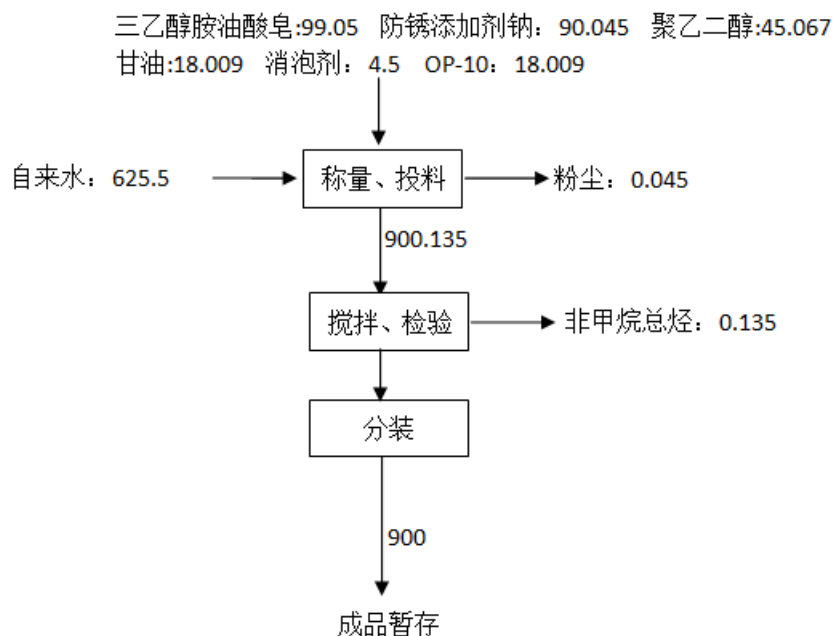 三乙醇胺油酸皂:99.05 防锈添加剂钠：90.045 聚乙二醇:45.067
甘油:18.009 消泡剂：4.5 OP-10：18.009
自来水：625.5
称量、投料
粉尘：0.045
900.135
搅拌、检验
非甲烷总烃：0.135
分装
900
成品暂存